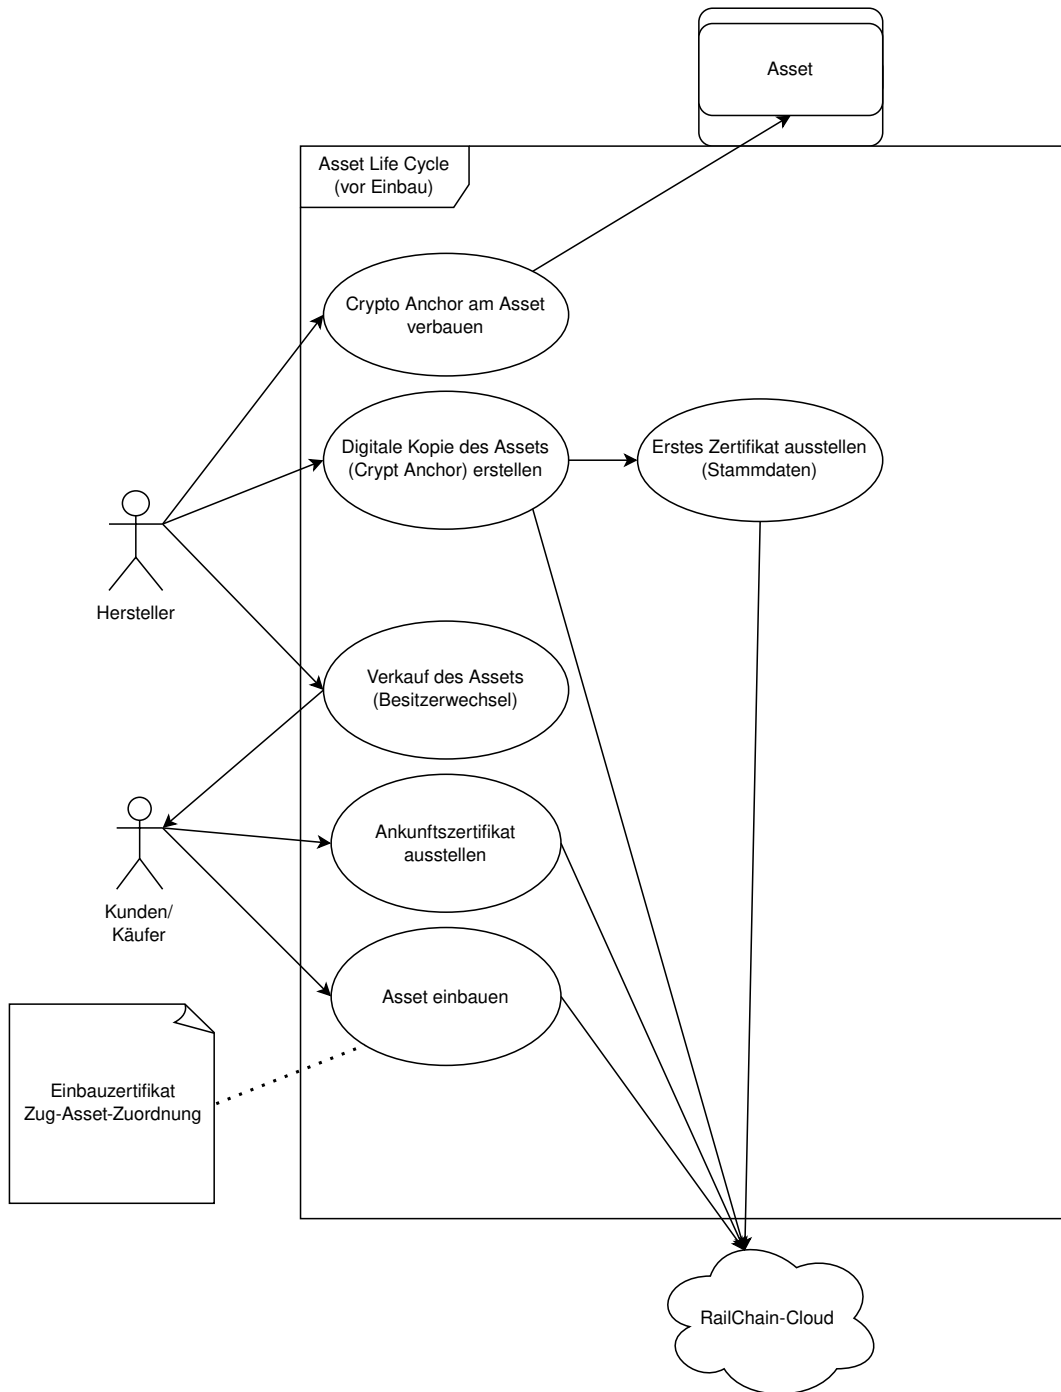 Asset
Asset Life Cycle
(vor Einbau)
Crypto Anchor am Asset
verbauen
Digitale Kopie des Assets
(Crypt Anchor) erstellen
Erstes Zertifikat ausstellen
(Stammdaten)
Hersteller
Verkauf des Assets
(Besitzerwechsel)
Ankunftszertifikat
ausstellen
Kunden/
Käufer
Asset einbauen
Einbauzertifikat
Zug-Asset-Zuordnung
RailChain-Cloud